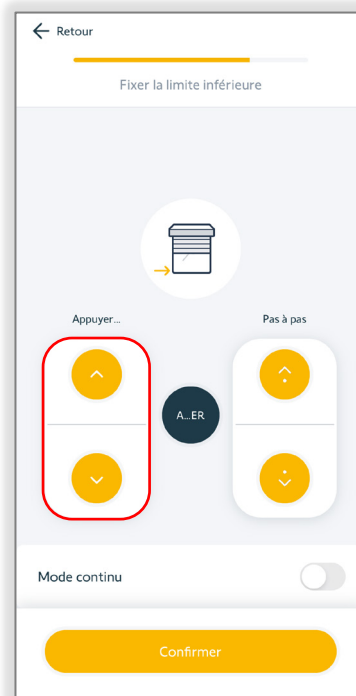 Retour
Fixer la limite inférieure
Appuyer...
Pas à pas
A...ER
Mode continu
Confirmer